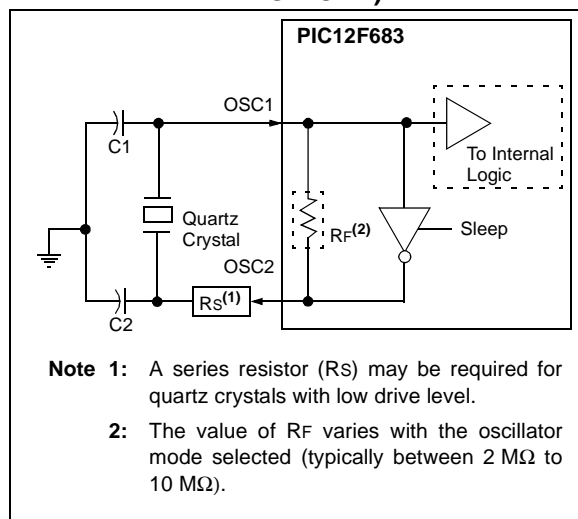 PIC12F683
OSC1
C1
To Internal
Logic
Quartz
Crystal
RF(2)
Sleep
OSC2
RS(1)
C2
Note 1: A series resistor (RS) may be required for
quartz crystals with low drive level.
2: The value of RF varies with the oscillator
mode selected (typically between 2 MΩ to
10 MΩ).